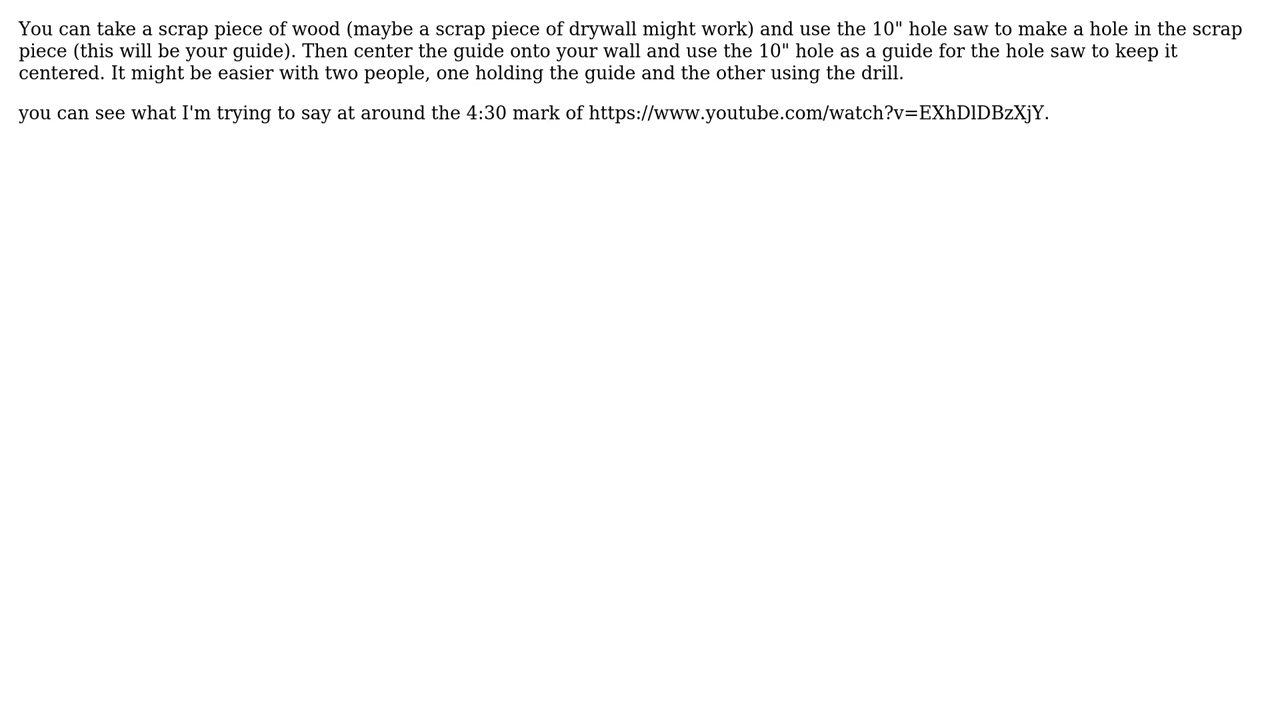 You can take a scrap piece of wood (maybe a scrap piece of drywall might work) and use the 10" hole saw to make a hole in the scrap
piece (this will be your guide). Then center the guide onto your wall and use the 10" hole as a guide for the hole saw to keep it
centered. It might be easier with two people, one holding the guide and the other using the drill.
you can see what I'm trying to say at around the 4:30 mark of https://www.youtube.com/watch?v=EXhDlDBzXjY.